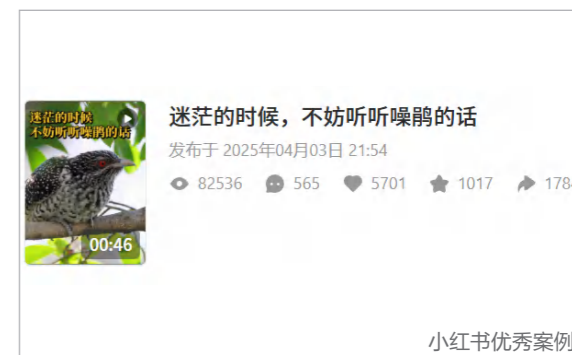 迷茫的时候
不妨听听噪鹃的话
00:46
迷茫的时候，不妨听听噪鹃的话
发布于 2025年04月03日 21:54
82536 565 5701 1017 178
小红书优秀案例